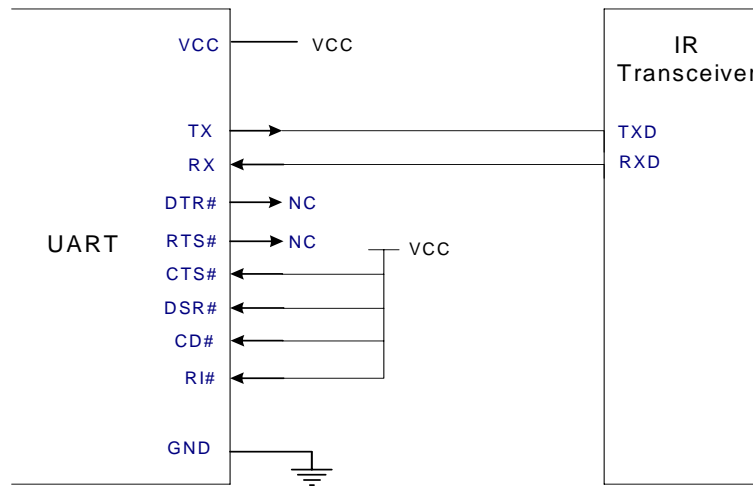 VCC VCC
IR
Transceiver
TX TXD
RX RXD
DTR# NC
UART
RTS# NC
VCC
CTS#
DSR#
CD#
RI#
GND